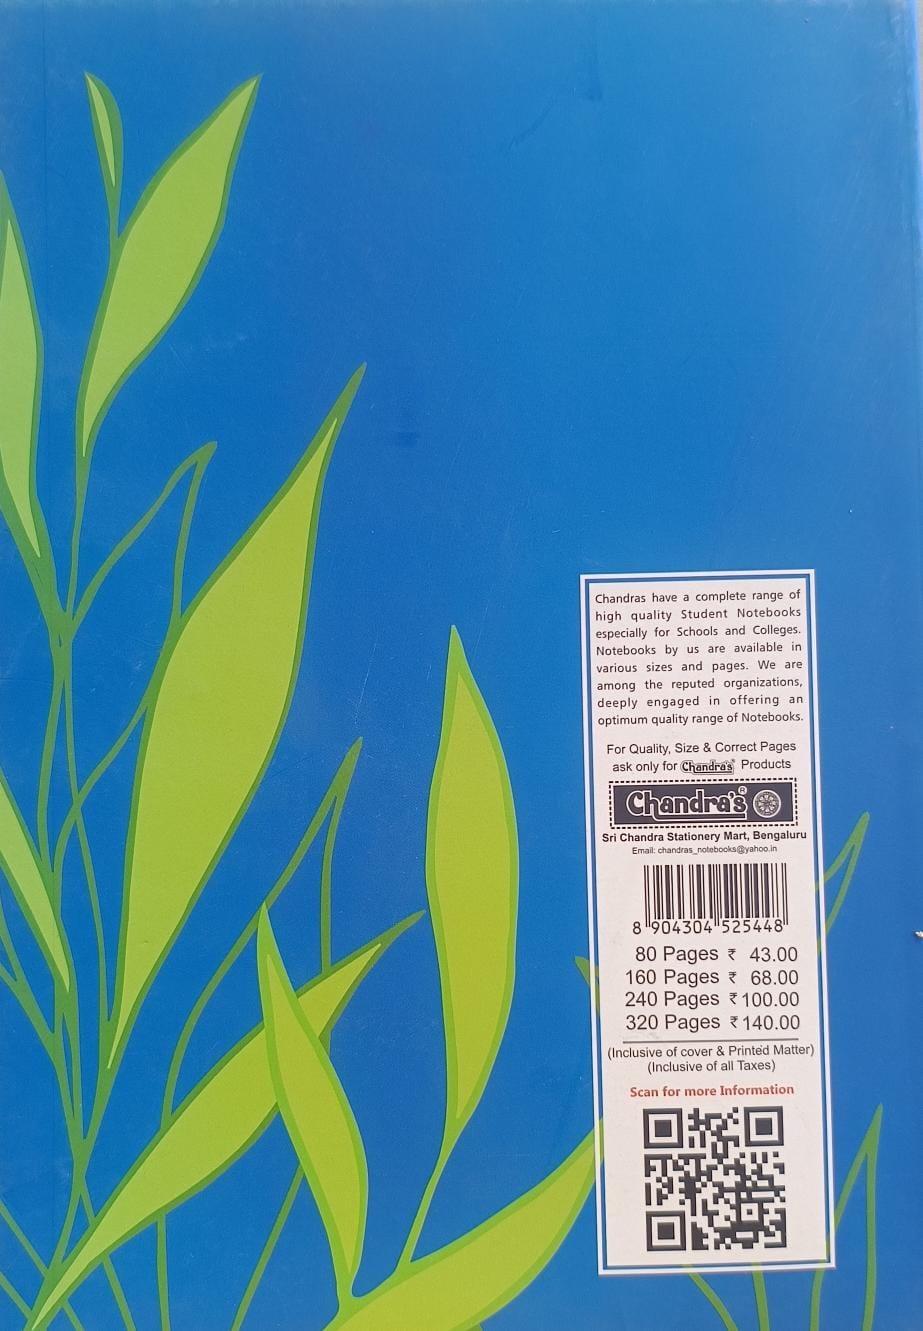 Chandras have a complete range of
high quality Student Notebooks
especially for Schools and Colleges.
Notebooks by us are available in
various sizes and pages. We are
among the reputed organizations,
deeply engaged in offering an
optimum quality range of Notebooks.
For Quality, Size & Correct Pages
ask only for Chandra's® Products
Chandra's®
Sri Chandra Stationery Mart, Bengaluru
Email: chandras_notebooks@yahoo.in
8 904304 525448
80 Pages ₹ 43.00
160 Pages ₹ 68.00
240 Pages ₹ 100.00
320 Pages ₹ 140.00
(Inclusive of cover & Printed Matter)
(Inclusive of all Taxes)
Scan for more Information